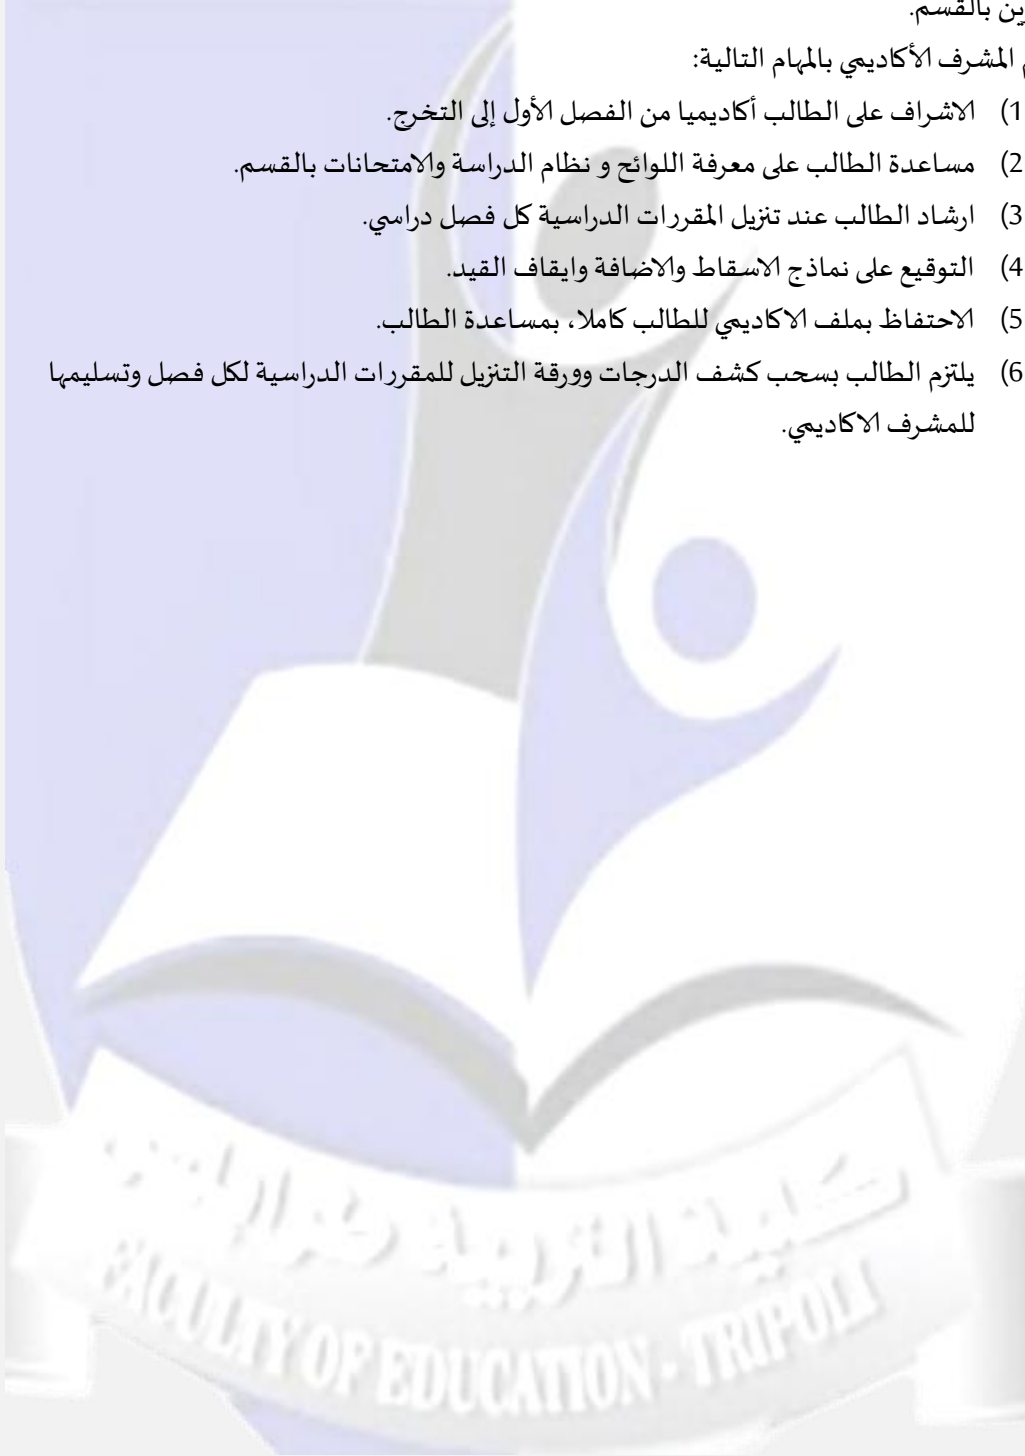 بالقسم.
المشرف الأكاديمي بالمهام التالية:
1) الاشراف على الطالب أكاديميا من الفصل الأول إلى التخرج.
2) مساعدة الطالب على معرفة اللوائح و نظام الدراسة والامتحانات بالقسم.
3) ارشاد الطالب عند تنزيل المقررات الدراسية كل فصل دراسي.
4) التوقيع على نماذج الاسقاط والاضافة وايقاف القيد.
5) الاحتفاظ بملف الاكاديمي للطالب كاملا، بمساعدة الطالب.
6) يلتزم الطالب بسحب كشف الدرجات وورقة التنزيل للمقررات الدراسية لكل فصل وتسليمها
للمشرف الاكاديمي.
كلية التربية طرابلس
FACULTY OF EDUCATION - TRIPOLI